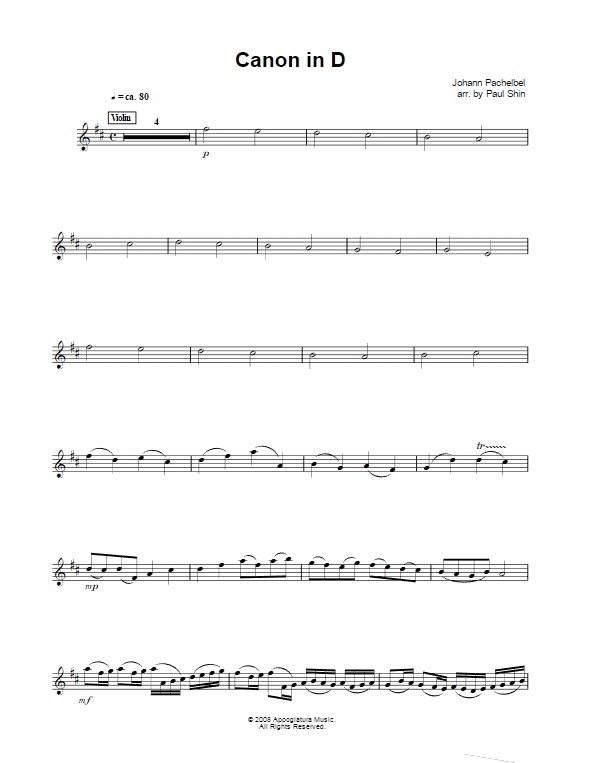 Canon in D
Johann Pachelbel
arr. by Paul Shin
♩ = ca. 80
Violin
4
p
tr
mp
mf
© 2008 Appogiatura Music.
All Rights Reserved.